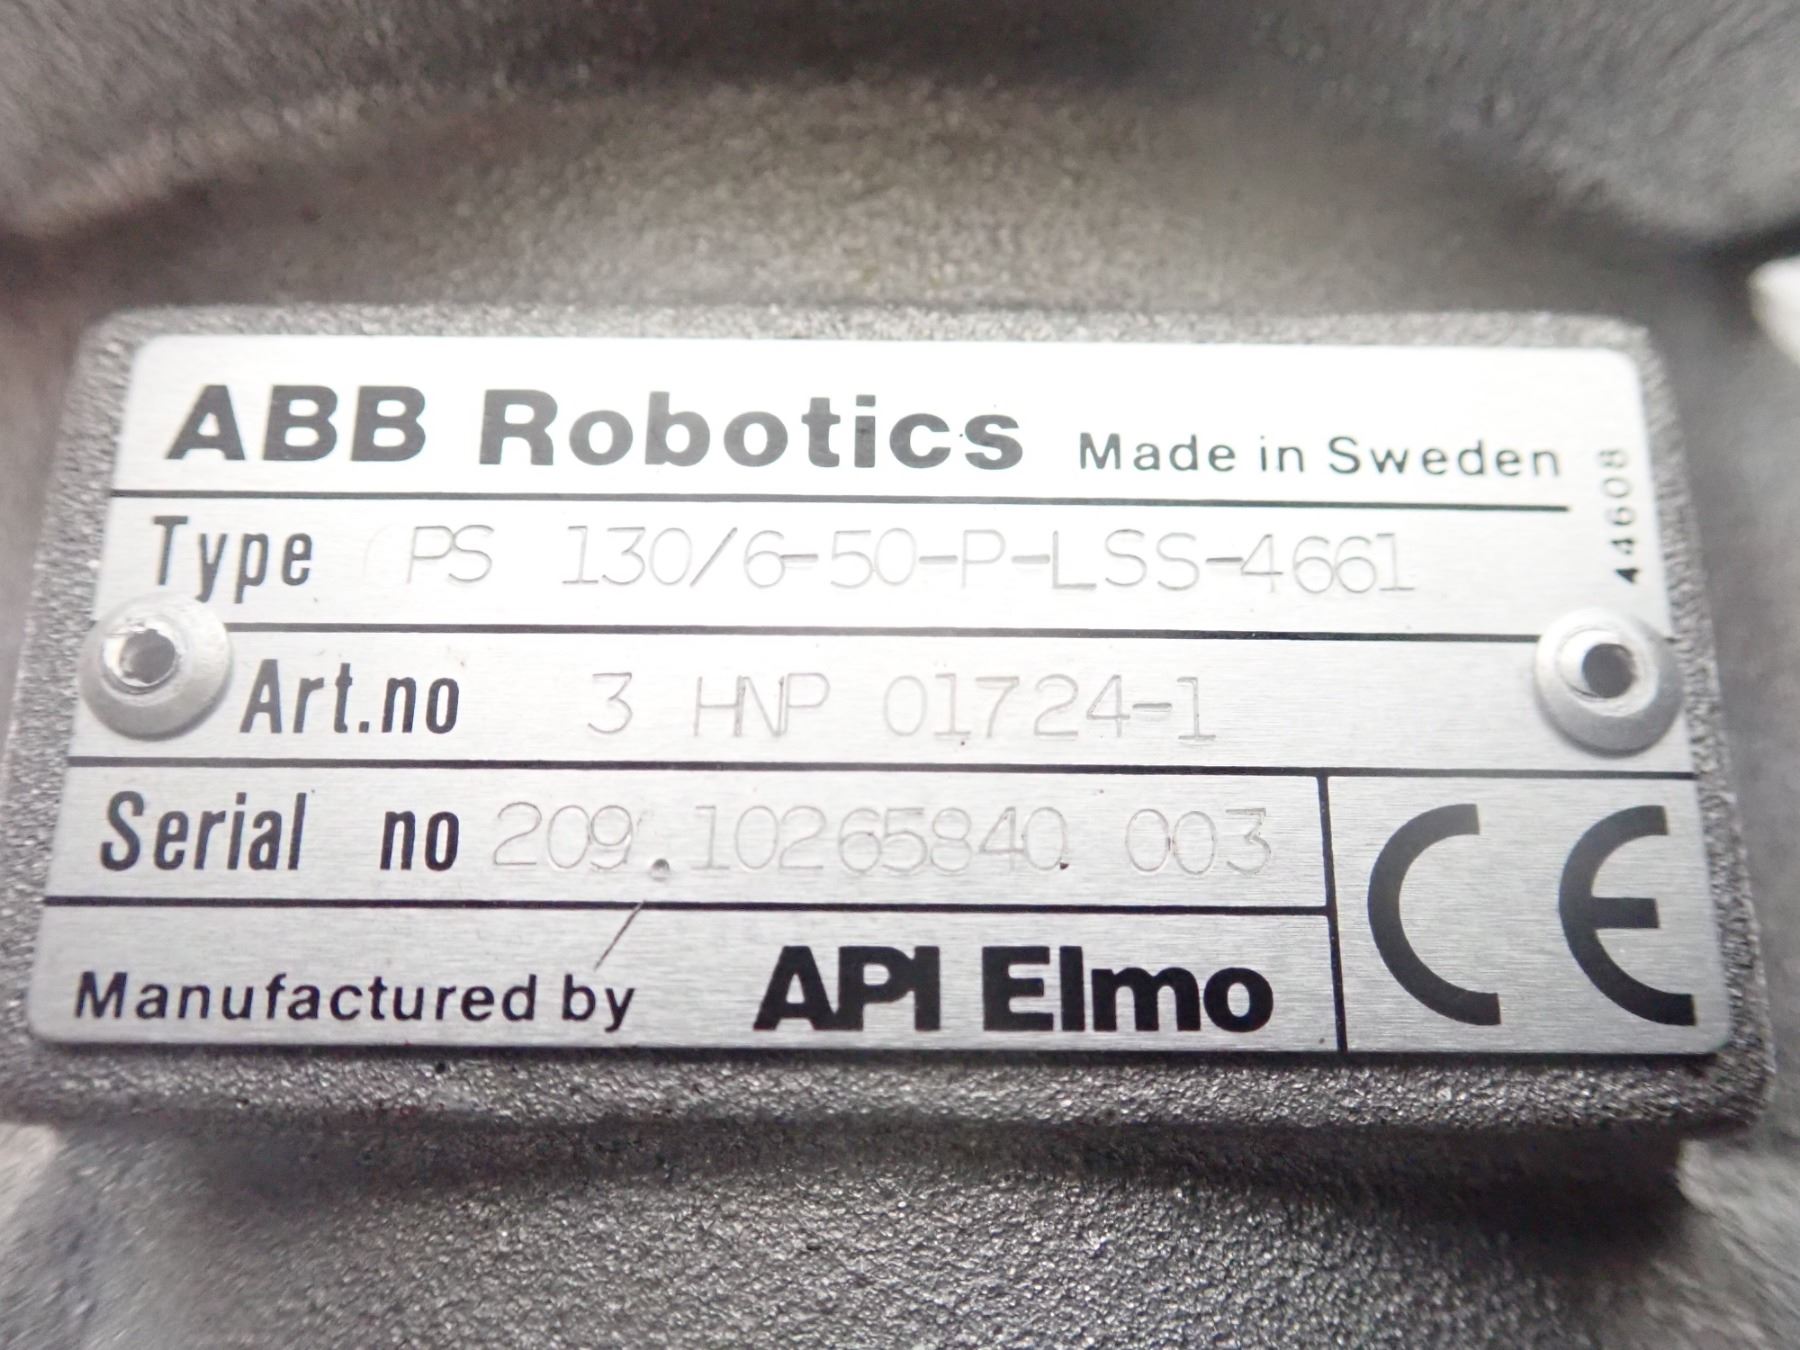 ABB Robotics Made in Sweden
44608
Type PS 130/6-50-P-LSS-4661
Art.no 3 HNP 01724-1
Serial no 209.10265840 003
Manufactured by API Elmo
CE